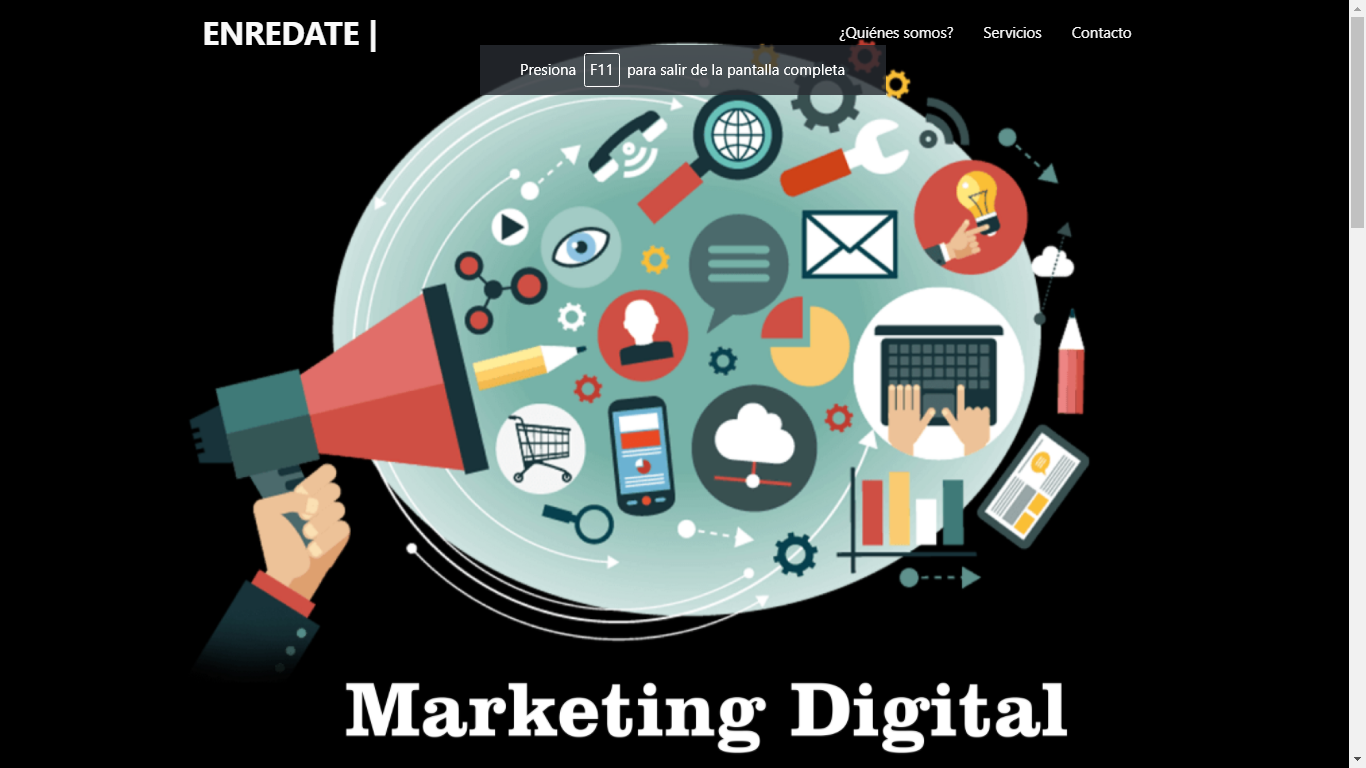 ENREDATE |
¿Quiénes somos? Servicios Contacto
Presiona F11 para salir de la pantalla completa
Marketing Digital